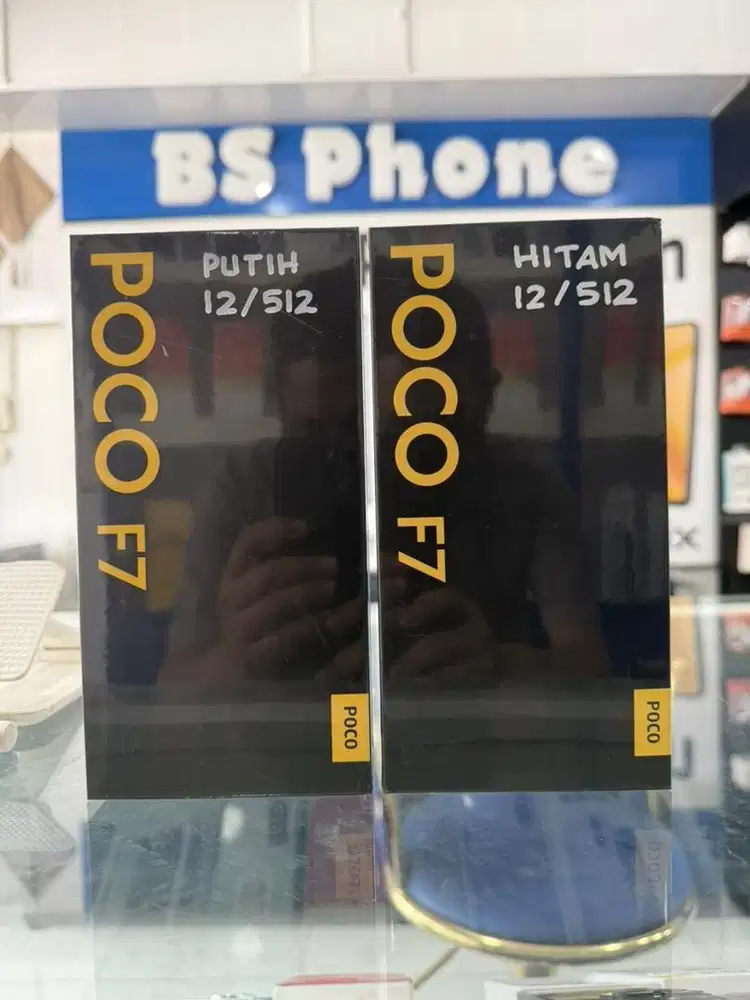 BS Phone
POCO F7
PUTIH
12/512
POCO
POCO F7
HITAM
12/512
POCO